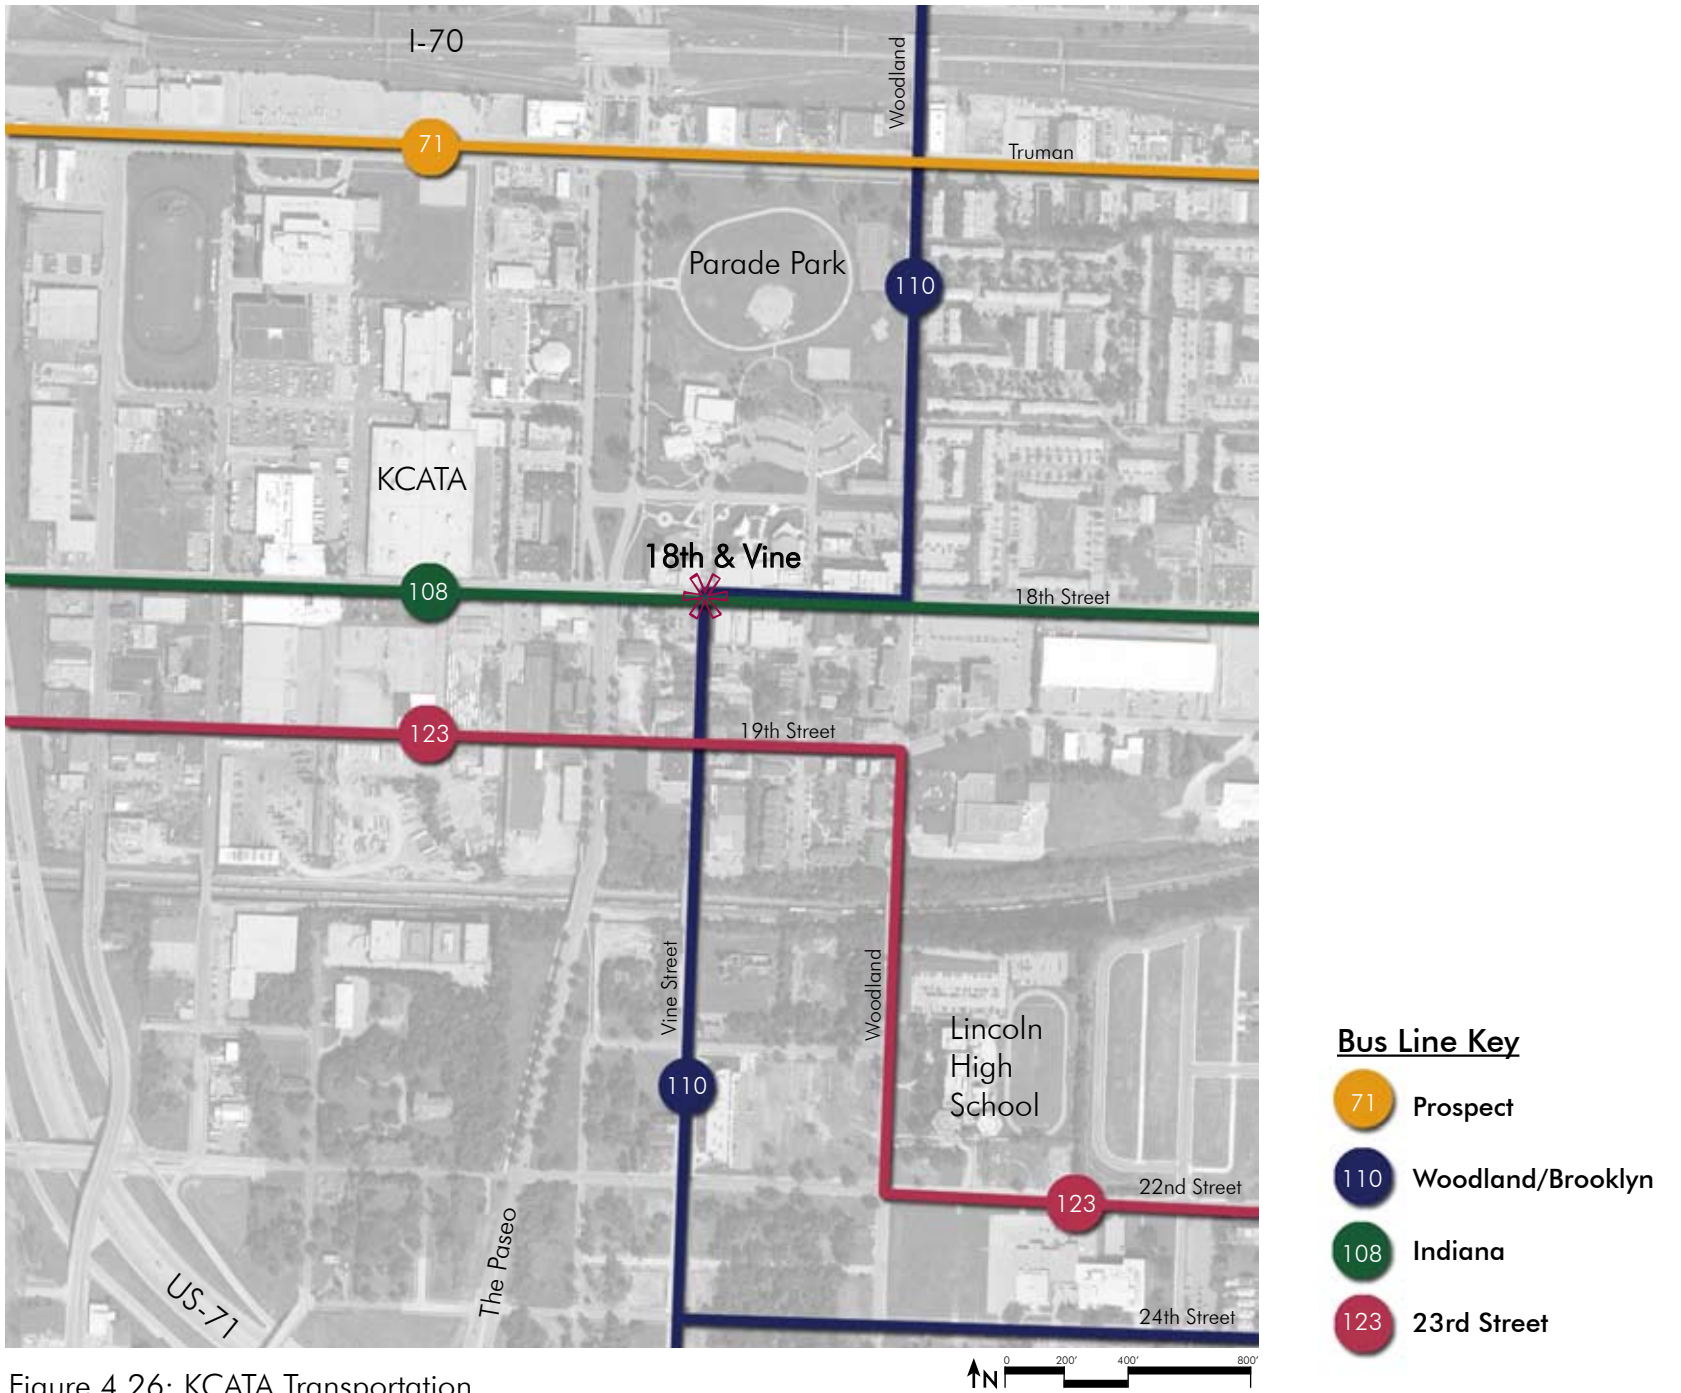 I-70
Woodland
71
Truman
Parade Park
110
KCATA
18th & Vine
108
18th Street
123
19th Street
Vine Street
Woodland
Lincoln
High
School
110
123
22nd Street
The Paseo
US-71
24th Street
Bus Line Key
71 Prospect
110 Woodland/Brooklyn
108 Indiana
123 23rd Street
N
0 200' 400' 800'
Figure 4.26: KCATA Transportation